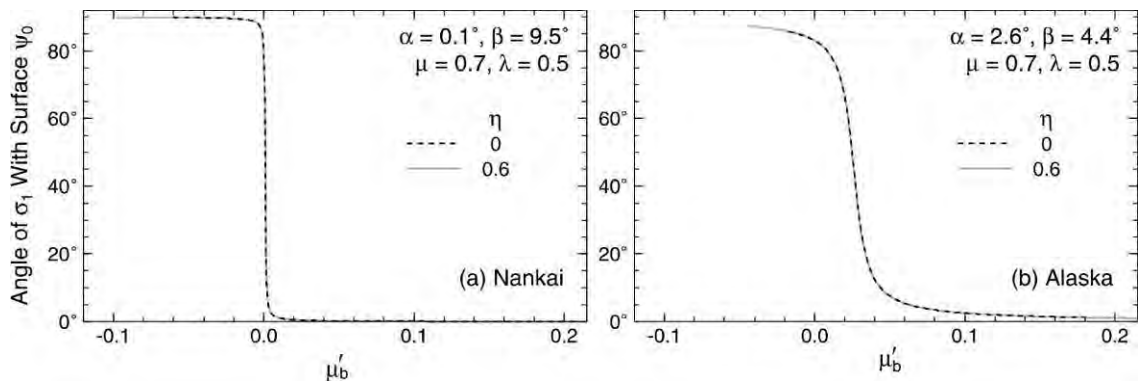 Angle of σ1 With Surface ψ0
80°
60°
40°
20°
0°
-0.1
0.0
0.1
0.2
μ′b
α = 0.1°, β = 9.5°
μ = 0.7, λ = 0.5
η
0
0.6
(a) Nankai
80°
60°
40°
20°
0°
-0.1
0.0
0.1
0.2
μ′b
α = 2.6°, β = 4.4°
μ = 0.7, λ = 0.5
η
0
0.6
(b) Alaska